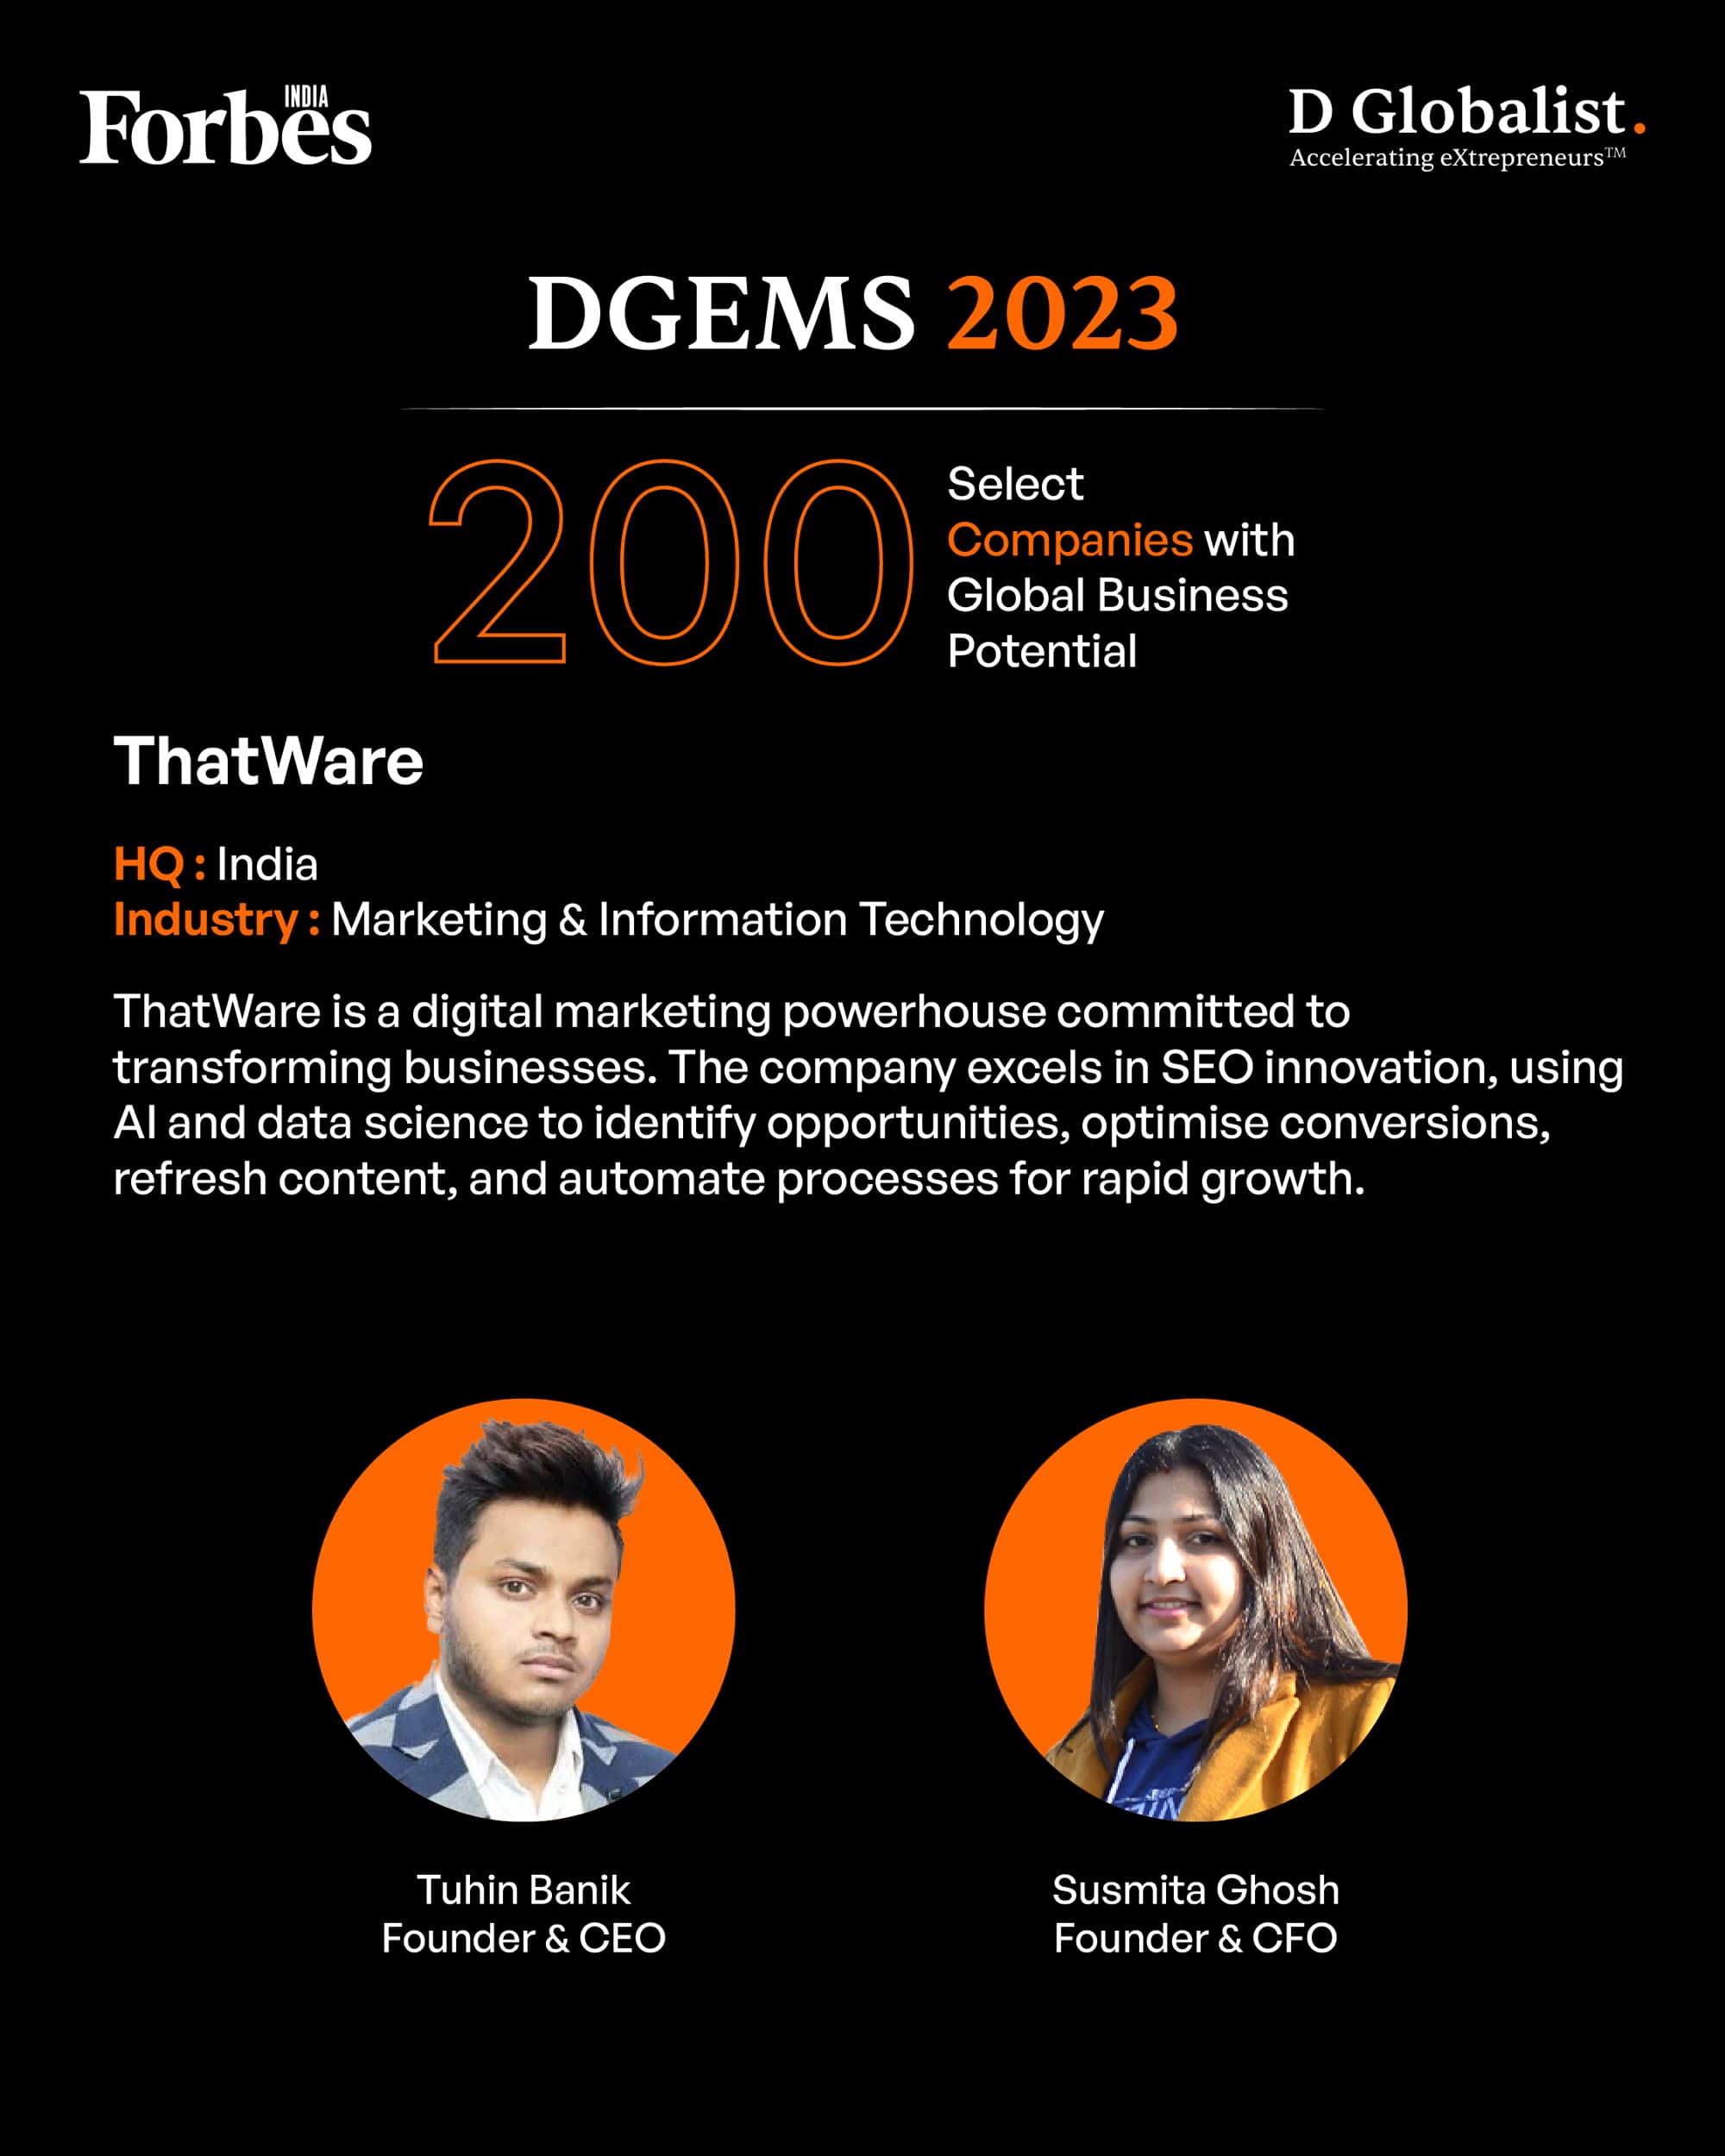 Forbes INDIA
D Globalist.
Accelerating eXtrepreneurs™
DGEMS 2023
200
Select
Companies with
Global Business
Potential
ThatWare
HQ : India
Industry : Marketing & Information Technology
ThatWare is a digital marketing powerhouse committed to
transforming businesses. The company excels in SEO innovation, using
AI and data science to identify opportunities, optimise conversions,
refresh content, and automate processes for rapid growth.
Tuhin Banik
Founder & CEO
Susmita Ghosh
Founder & CFO